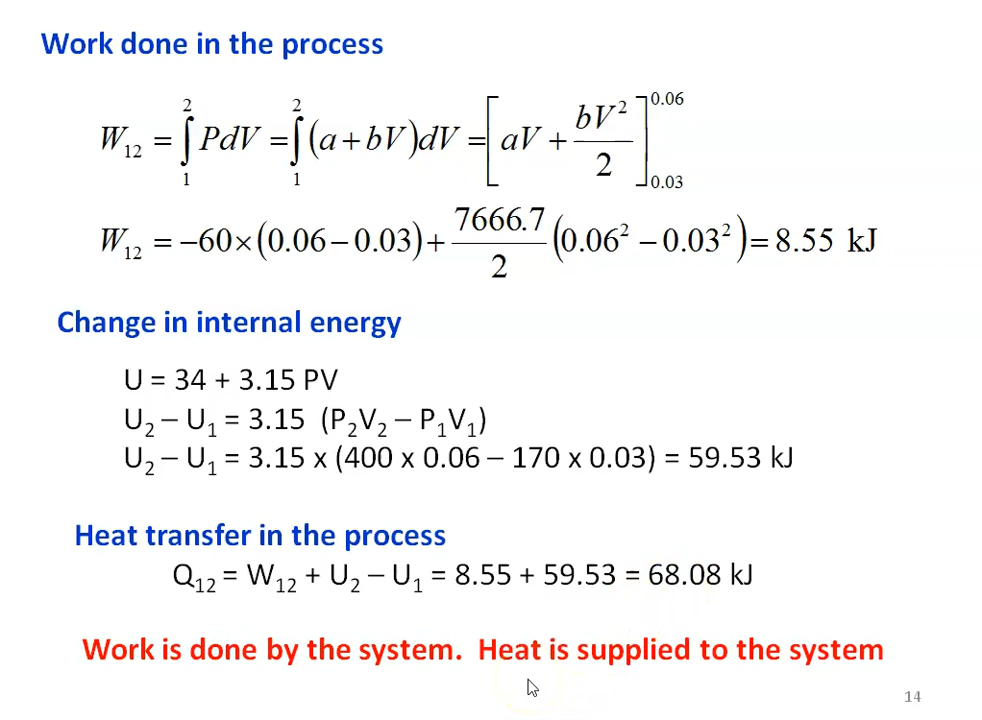 Work done in the process
W₁₂ = ∫₁² PdV = ∫₁² (a + bV)dV = [aV + bV²/2]₀.₀₃^0.06
W₁₂ = −60×(0.06 − 0.03) + 7666.7/2 (0.06² − 0.03²) = 8.55 kJ
Change in internal energy
U = 34 + 3.15 PV
U₂ – U₁ = 3.15 (P₂V₂ – P₁V₁)
U₂ – U₁ = 3.15 x (400 x 0.06 – 170 x 0.03) = 59.53 kJ
Heat transfer in the process
Q₁₂ = W₁₂ + U₂ – U₁ = 8.55 + 59.53 = 68.08 kJ
Work is done by the system. Heat is supplied to the system
14